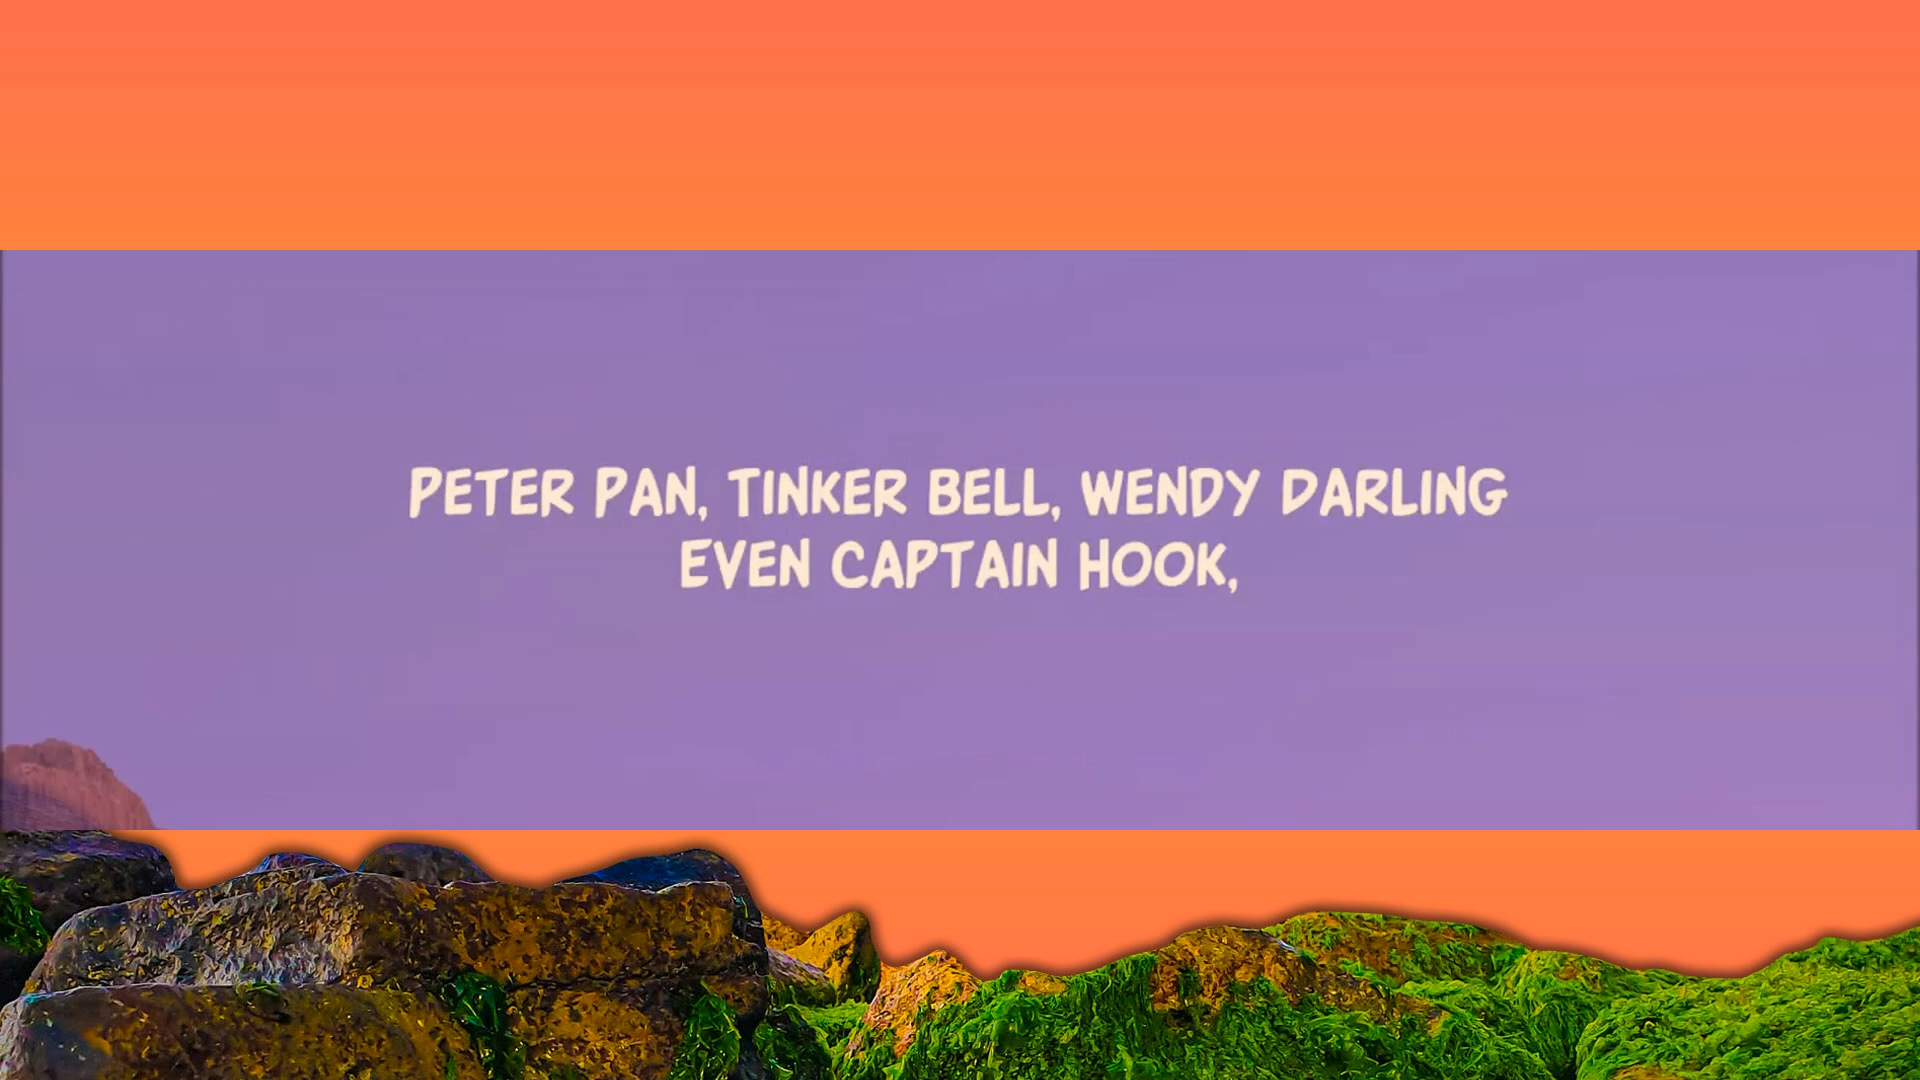 PETER PAN, TINKER BELL, WENDY DARLING
EVEN CAPTAIN HOOK,